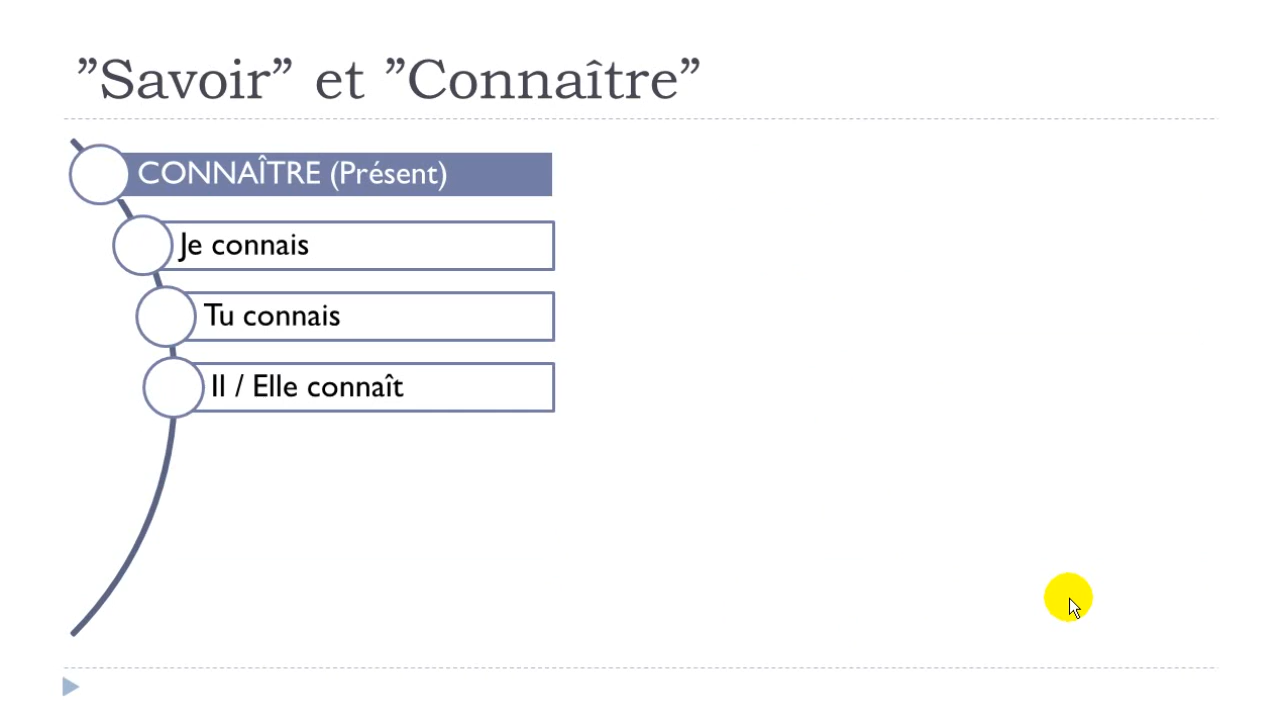 ”Savoir” et ”Connaître”
CONNAÎTRE (Présent)
Je connais
Tu connais
Il / Elle connaît